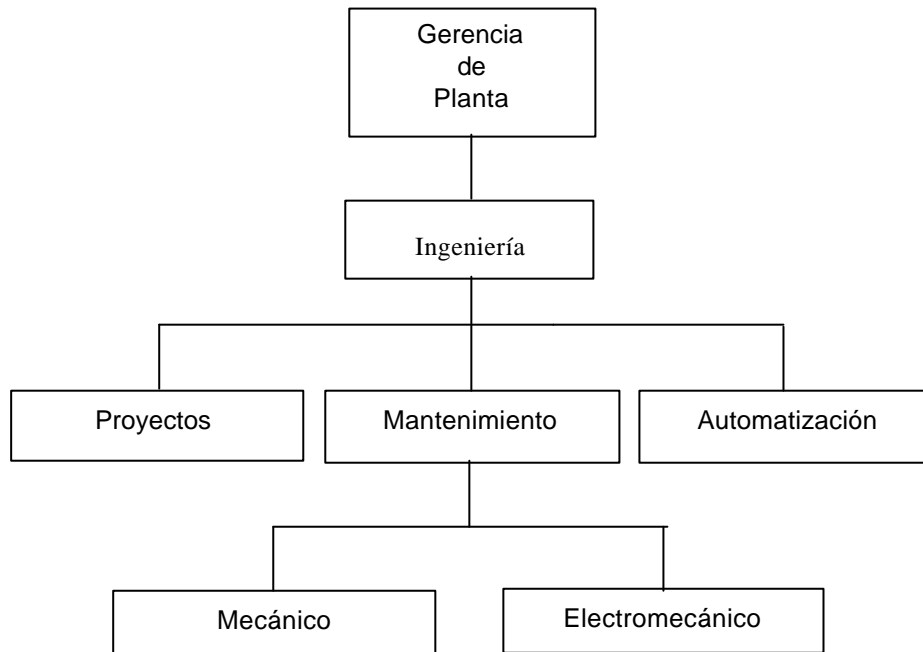 Gerencia
de
Planta
Ingeniería
Proyectos
Mantenimiento
Automatización
Mecánico
Electromecánico